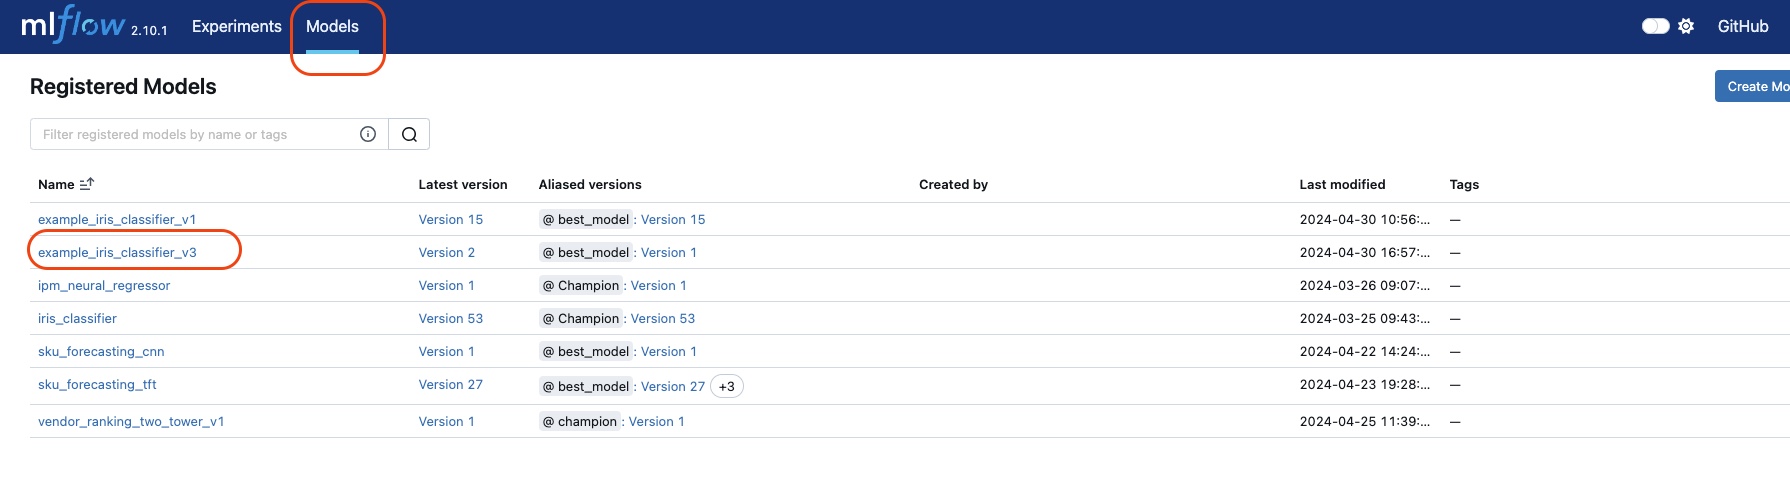 mlflow 2.10.1 Experiments Models GitHub
Registered Models
Create Mo
Filter registered models by name or tags
Name Latest version Aliased versions Created by Last modified Tags
example_iris_classifier_v1 Version 15 @ best_model: Version 15 2024-04-30 10:56:... —
example_iris_classifier_v3 Version 2 @ best_model: Version 1 2024-04-30 16:57:... —
ipm_neural_regressor Version 1 @ Champion: Version 1 2024-03-26 09:07:... —
iris_classifier Version 53 @ Champion: Version 53 2024-03-25 09:43:... —
sku_forecasting_cnn Version 1 @ best_model: Version 1 2024-04-22 14:24:... —
sku_forecasting_tft Version 27 @ best_model: Version 27 +3 2024-04-23 19:28:... —
vendor_ranking_two_tower_v1 Version 1 @ champion: Version 1 2024-04-25 11:39:... —